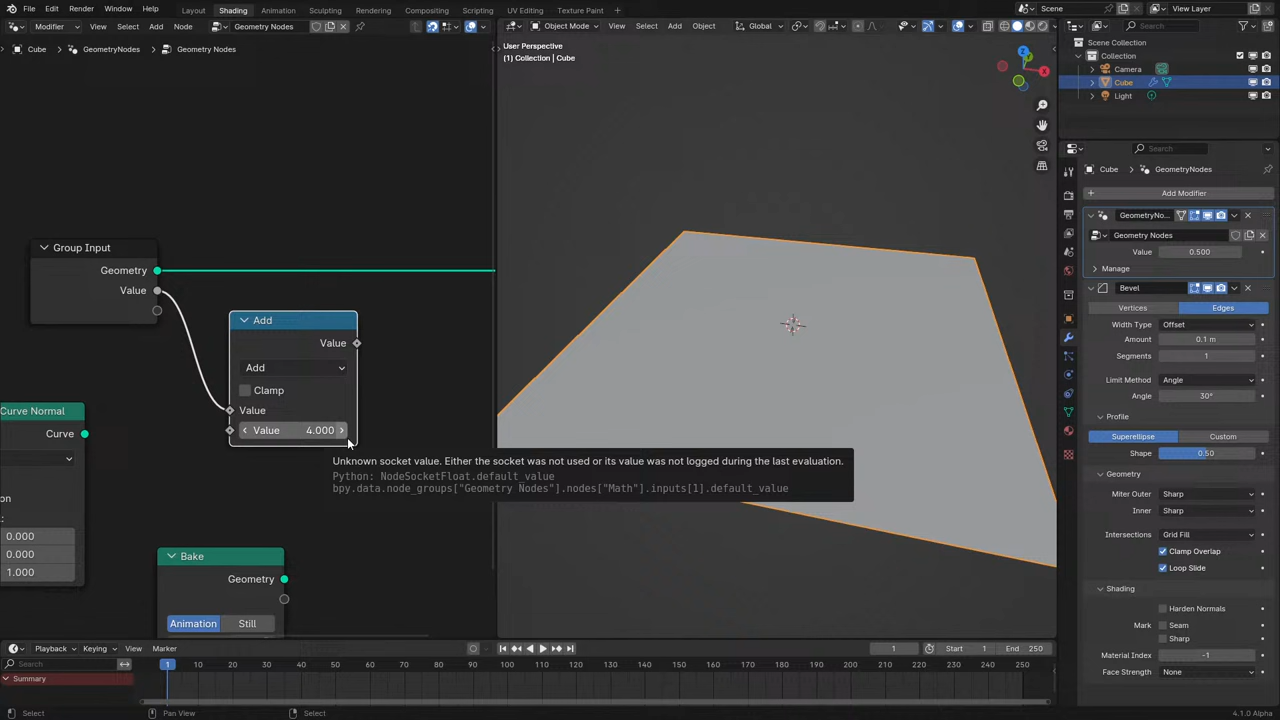 File Edit Render Window Help
Layout Shading Animation Sculpting Rendering Compositing Scripting UV Editing Texture Paint
Scene View Layer
Modifier View Select Add Node Geometry Nodes
Object Mode View Select Add Object Global
Cube GeometryNodes Geometry Nodes
User Perspective
(1) Collection | Cube
X
Z
Scene Collection
Collection
Camera
Cube
Light
Search
Cube GeometryNodes
Add Modifier
GeometryNo...
Geometry Nodes
Value 0.500
Manage
Bevel
Vertices Edges
Width Type Offset
Amount 0.1 m
Segments 1
Limit Method Angle
Angle 30°
Profile
Superellipse Custom
Shape 0.50
Geometry
Miter Outer Sharp
Inner Sharp
Intersections Grid Fill
Clamp Overlap
Loop Slide
Shading
Harden Normals
Mark Seam
Sharp
Material Index -1
Face Strength None
Group Input
Geometry
Value
Add
Value
Add
Clamp
Value
Value 4.000
Curve Normal
Curve
0.000
0.000
1.000
Bake
Geometry
Animation Still
Unknown socket value. Either the socket was not used or its value was not logged during the last evaluation.
Python: NodeSocketFloat.default_value
bpy.data.node_groups["Geometry Nodes"].nodes["Math"].inputs[1].default_value
Playback Keying View Marker 1 Start 1 End 250
Search 1 10 20 30 40 50 60 70 80 90 100 110 120 130 140 150 160 170 180 190 200 210 220 230 240 250
Summary
Select Pan View Select 4.1.0 Alpha